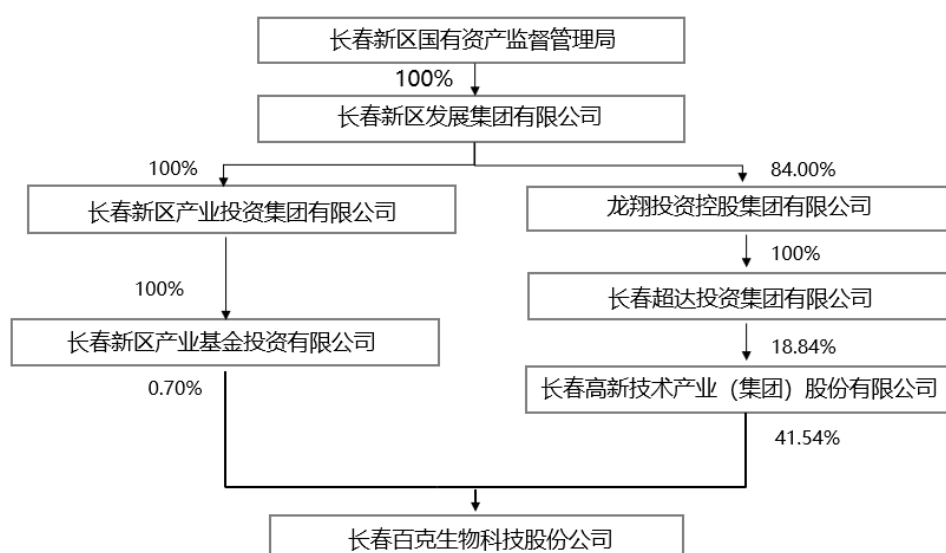 长春新区国有资产监督管理局
100%
长春新区发展集团有限公司
100%
84.00%
长春新区产业投资集团有限公司
龙翔投资控股集团有限公司
100%
100%
长春超达投资集团有限公司
长春新区产业基金投资有限公司
18.84%
0.70%
长春高新技术产业（集团）股份有限公司
41.54%
长春百克生物科技股份公司